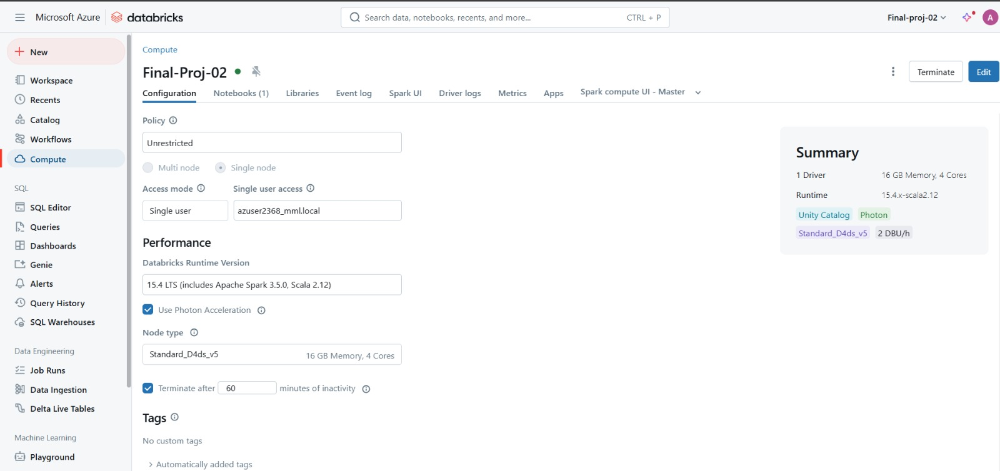 Microsoft Azure databricks
Search data, notebooks, recents, and more... CTRL + P
Final-proj-02
A
New
Workspace
Recents
Catalog
Workflows
Compute
SQL
SQL Editor
Queries
Dashboards
Genie
Alerts
Query History
SQL Warehouses
Data Engineering
Job Runs
Data Ingestion
Delta Live Tables
Machine Learning
Playground
Compute
Final-Proj-02
Terminate Edit
Configuration Notebooks (1) Libraries Event log Spark UI Driver logs Metrics Apps Spark compute UI - Master
Policy
Unrestricted
Multi node Single node
Access mode Single user access
Single user azuser2368_mml.local
Performance
Databricks Runtime Version
15.4 LTS (includes Apache Spark 3.5.0, Scala 2.12)
Use Photon Acceleration
Node type
Standard_D4ds_v5 16 GB Memory, 4 Cores
Terminate after 60 minutes of inactivity
Tags
No custom tags
Automatically added tags
Summary
1 Driver 16 GB Memory, 4 Cores
Runtime 15.4.x-scala2.12
Unity Catalog Photon
Standard_D4ds_v5 2 DBU/h